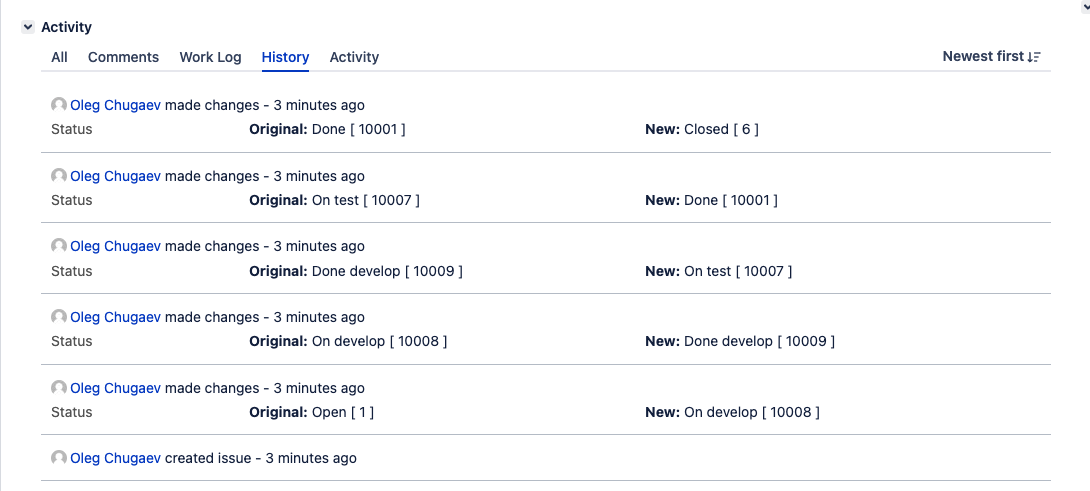 Activity
All Comments Work Log History Activity Newest first
Oleg Chugaev made changes - 3 minutes ago
Status Original: Done [ 10001 ] New: Closed [ 6 ]
Oleg Chugaev made changes - 3 minutes ago
Status Original: On test [ 10007 ] New: Done [ 10001 ]
Oleg Chugaev made changes - 3 minutes ago
Status Original: Done develop [ 10009 ] New: On test [ 10007 ]
Oleg Chugaev made changes - 3 minutes ago
Status Original: On develop [ 10008 ] New: Done develop [ 10009 ]
Oleg Chugaev made changes - 3 minutes ago
Status Original: Open [ 1 ] New: On develop [ 10008 ]
Oleg Chugaev created issue - 3 minutes ago